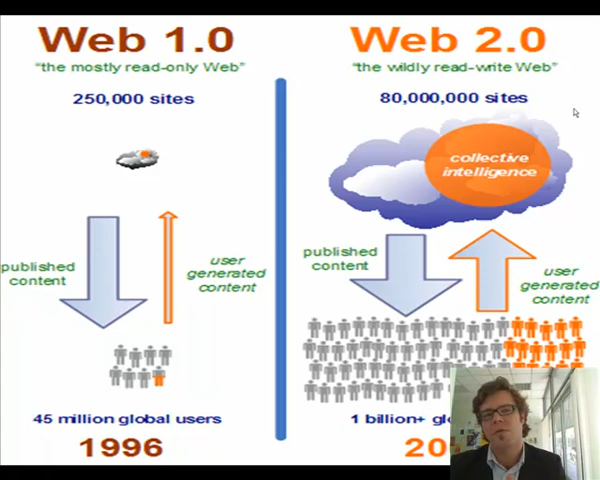 Web 1.0
"the mostly read-only Web"
250,000 sites
published
content
user
generated
content
45 million global users
1996
Web 2.0
"the wildly read-write Web"
80,000,000 sites
collective
intelligence
published
content
user
generated
content
1 billion+
20